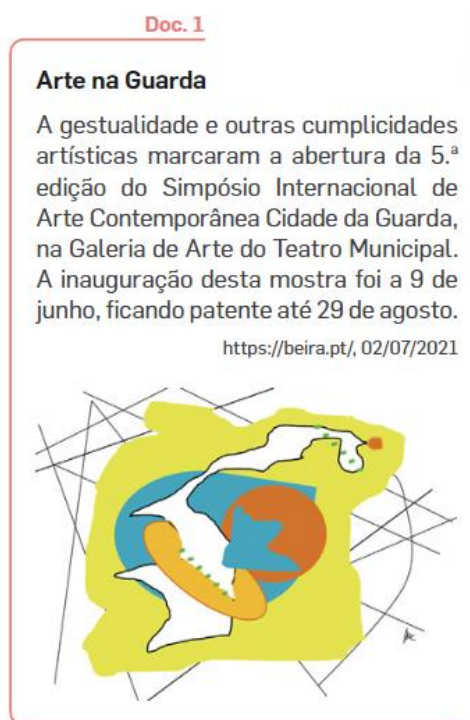 Doc. 1
Arte na Guarda
A gestualidade e outras cumplicidades
artísticas marcaram a abertura da 5.ª
edição do Simpósio Internacional de
Arte Contemporânea Cidade da Guarda,
na Galeria de Arte do Teatro Municipal.
A inauguração desta mostra foi a 9 de
junho, ficando patente até 29 de agosto.
https://beira.pt/, 02/07/2021